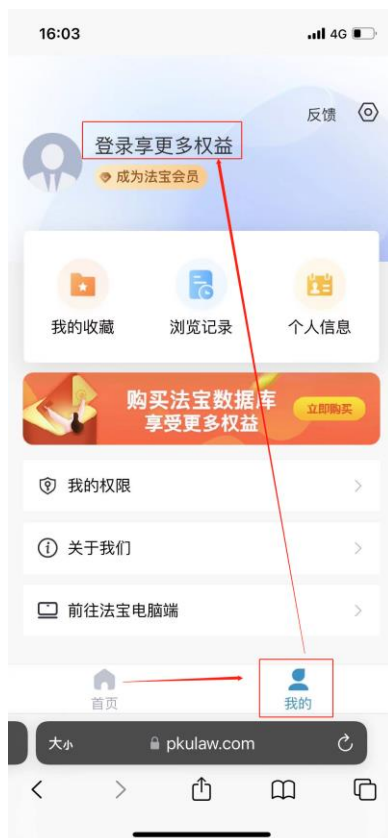 16:03
4G
反馈
登录享更多权益
成为法宝会员
我的收藏
浏览记录
个人信息
购买法宝数据库
享受更多权益
立即购买
我的权限
关于我们
前往法宝电脑端
首页
我的
大小
pkulaw.com